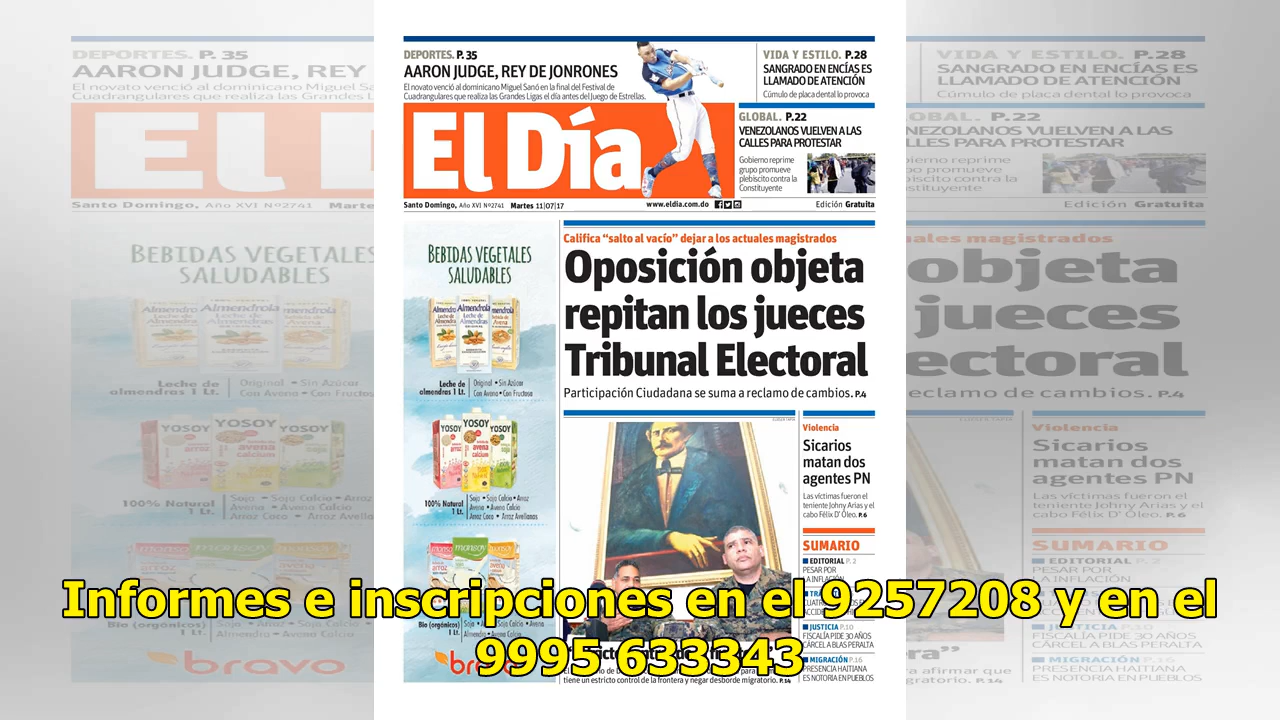 DEPORTES. P. 35
AARON JUDGE, REY DE JONRONES
El novato venció al dominicano Miguel Sanó en la final del Festival de
Cuadrangulares que realiza las Grandes Ligas el día antes del Juego de Estrellas.
VIDA Y ESTILO. P.28
SANGRADO EN ENCÍAS ES
LLAMADO DE ATENCIÓN
Cúmulo de placa dental lo provoca
GLOBAL. P.22
VENEZOLANOS VUELVEN A LAS
CALLES PARA PROTESTAR
Gobierno reprime
grupo promueve
plebiscito contra la
Constituyente
El Día
Santo Domingo, Año XVI Nº2741 Martes 11|07|17
www.eldia.com.do
Edición Gratuita
BEBIDAS VEGETALES
SALUDABLES
Almendrola
Leche de
Almendras
Leche de
almendras 1 Lt.
Original • Sin Azúcar
Con Avena • Con Fructosa
YOSOY
arroz
avena
calcium
soja
100% Natural
1 Lt.
Soja • Soja Calcio • Arroz
Avena • Avena Calcio
Arroz Coco • Arroz Avellanas
monsoy
Bio (orgánicos)
1 Lt.
bravo
Califica “salto al vacío” dejar a los actuales magistrados
Oposición objeta
repitan los jueces
Tribunal Electoral
Participación Ciudadana se suma a reclamo de cambios. P.4
Violencia
Sicarios
matan dos
agentes PN
Las víctimas fueron el
teniente Johny Arias y el
cabo Félix D' Óleo. P.6
SUMARIO
EDITORIAL P. 2
PESAR POR
LA INFLACIÓN
JUSTICIA P.10
FISCALÍA PIDE 30 AÑOS
CÁRCEL A BLAS PERALTA
MIGRACIÓN P.16
PRESENCIA HAITIANA
ES NOTORIA EN PUEBLOS
tiene un estricto control de la frontera y negar desborde migratorio. P. 14
Informes e inscripciones en el 9257208 y en el
9995 633343